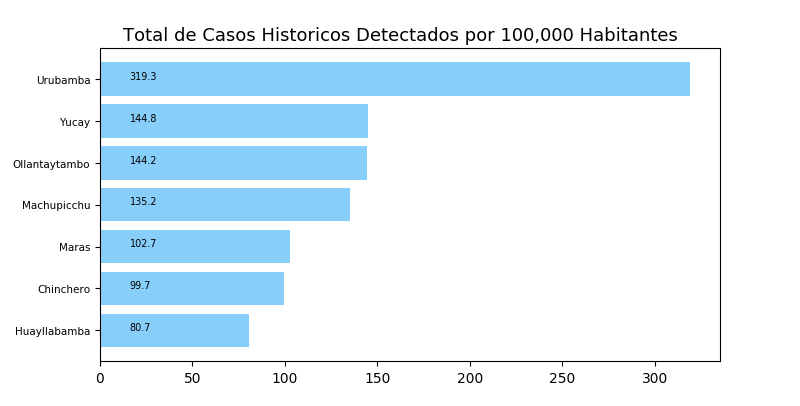 Total de Casos Historicos Detectados por 100,000 Habitantes
Urubamba 319.3
Yucay 144.8
Ollantaytambo 144.2
Machupicchu 135.2
Maras 102.7
Chinchero 99.7
Huayllabamba 80.7
0 50 100 150 200 250 300